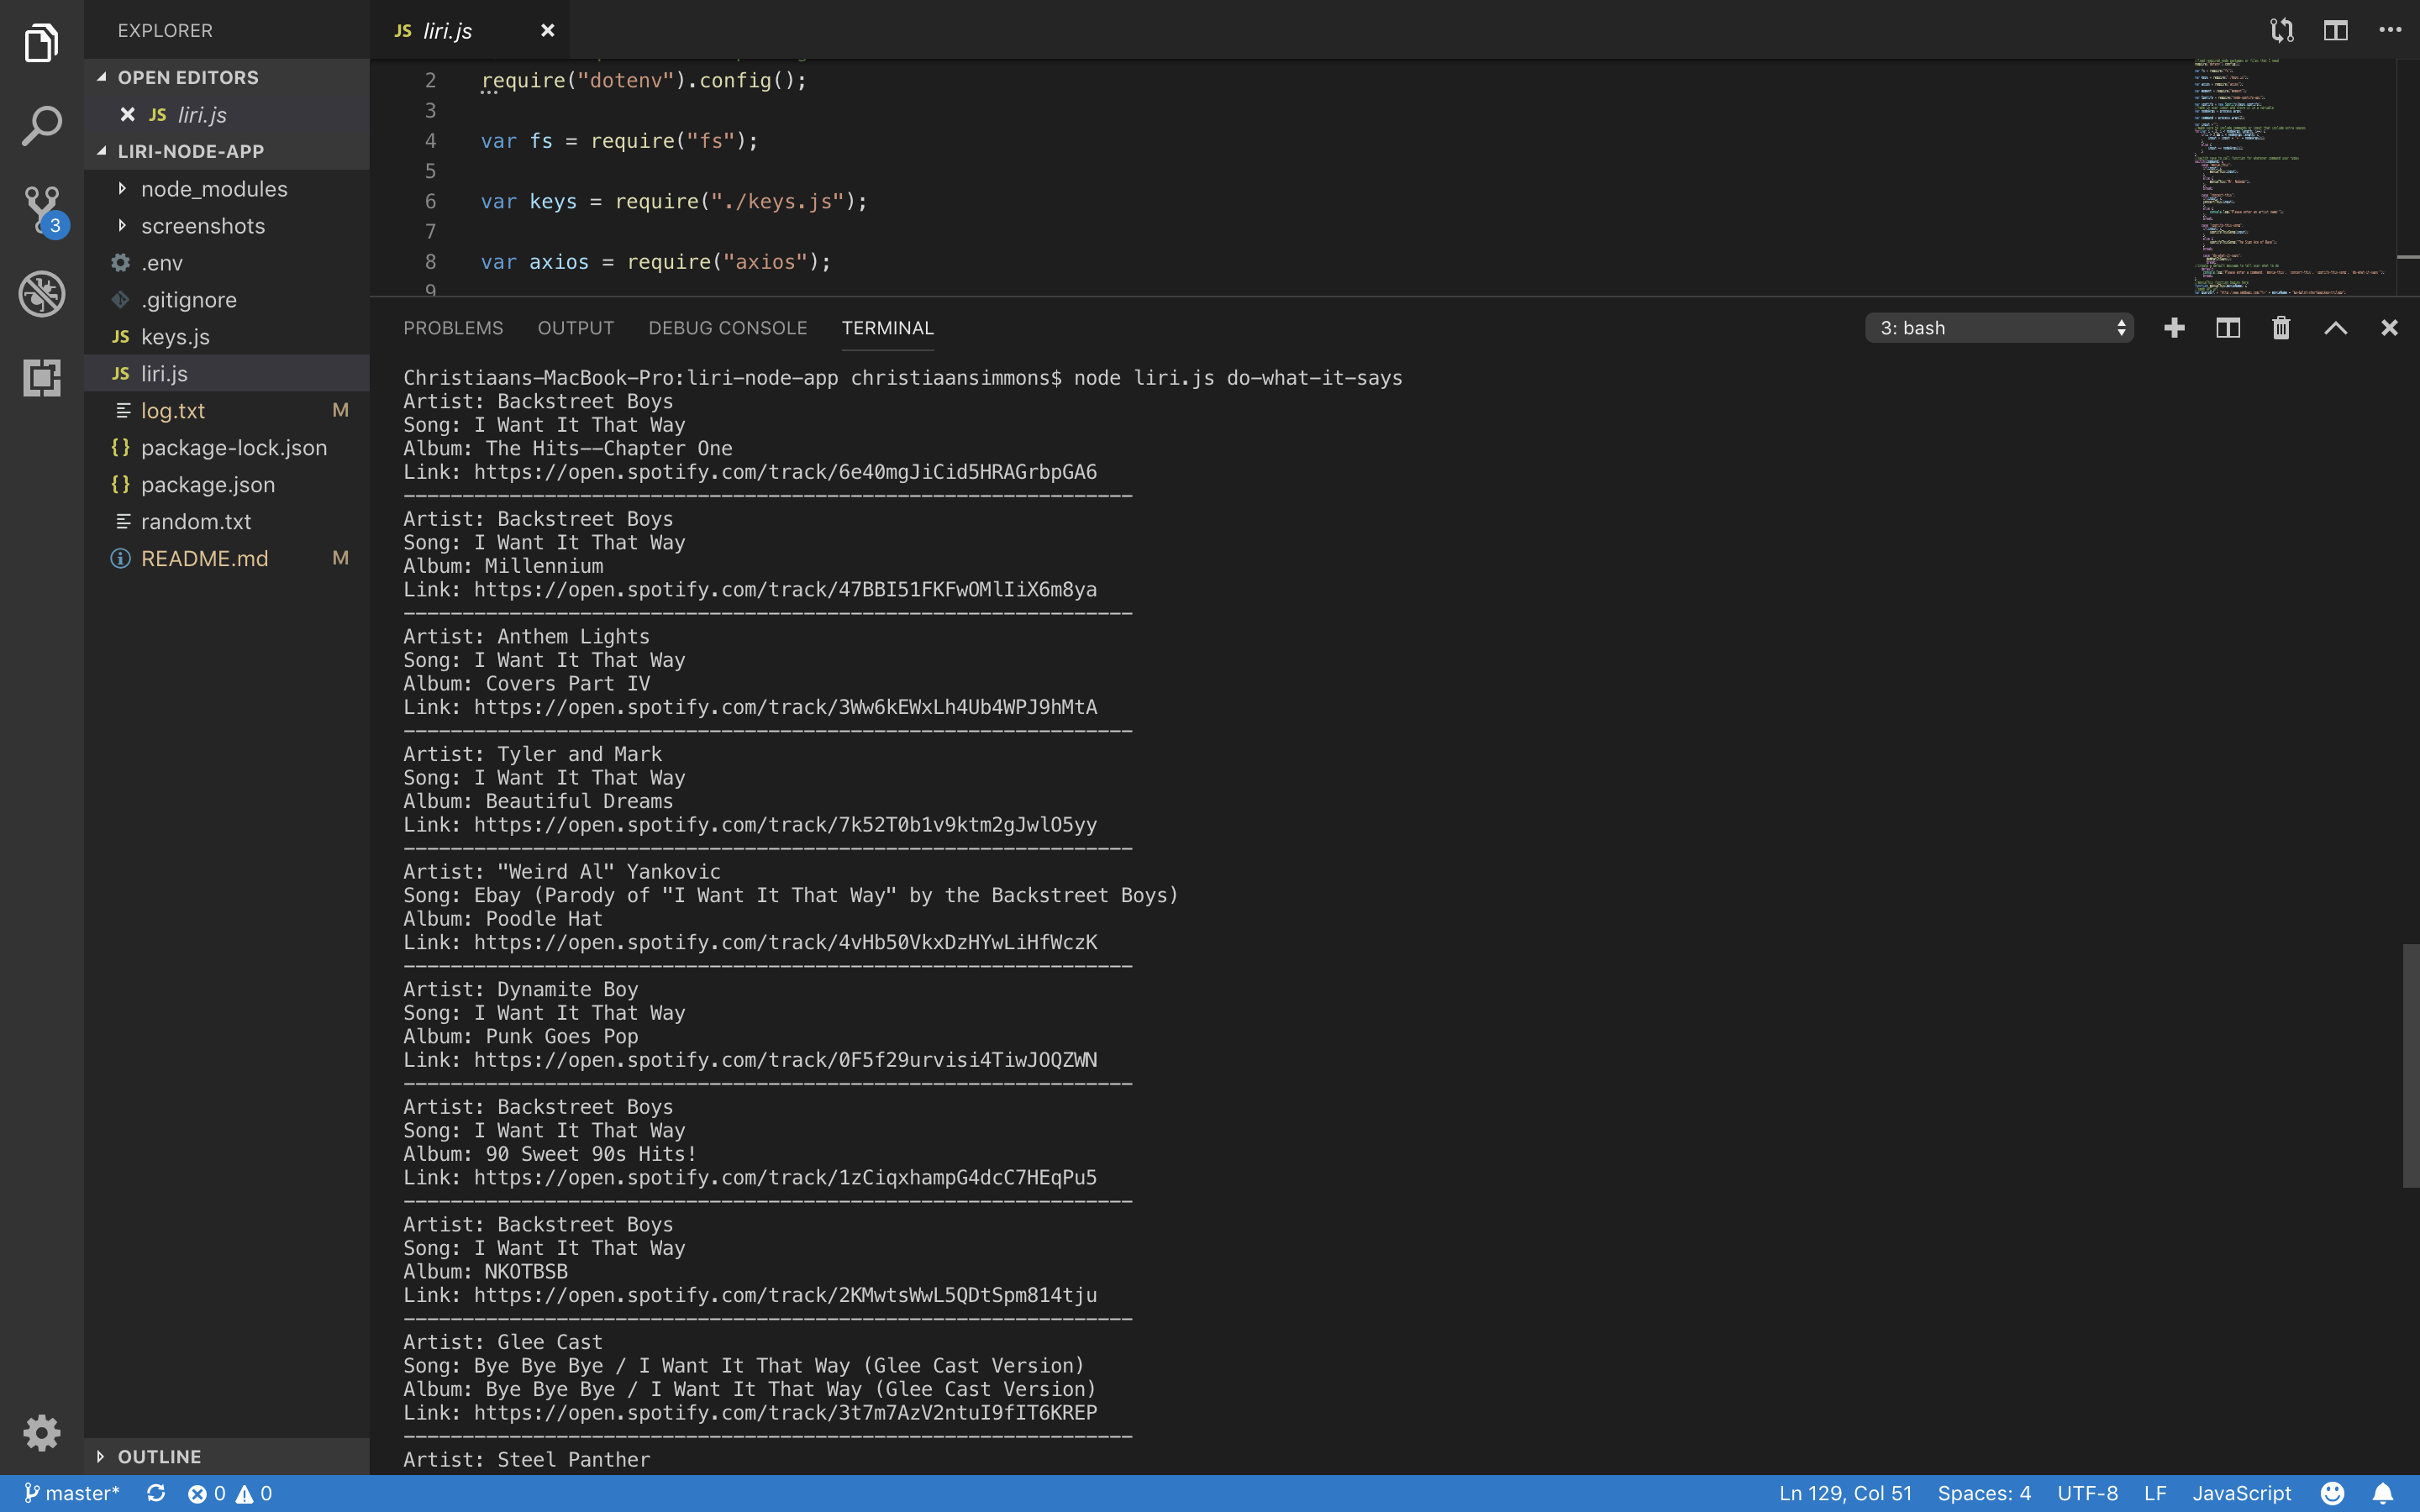 EXPLORER
OPEN EDITORS
JS liri.js
LIRI-NODE-APP
node_modules
screenshots
3
.env
.gitignore
JS keys.js
JS liri.js
log.txt M
{} package-lock.json
{} package.json
random.txt
README.md M
OUTLINE
JS liri.js
2 require("dotenv").config();
3
4 var fs = require("fs");
5
6 var keys = require("./keys.js");
7
8 var axios = require("axios");
9
PROBLEMS OUTPUT DEBUG CONSOLE TERMINAL 3: bash
Christiaans-MacBook-Pro:liri-node-app christiaansimmons$ node liri.js do-what-it-says
Artist: Backstreet Boys
Song: I Want It That Way
Album: The Hits--Chapter One
Link: https://open.spotify.com/track/6e40mgJiCid5HRAGrbpGA6
--------------------------------------------------------------
Artist: Backstreet Boys
Song: I Want It That Way
Album: Millennium
Link: https://open.spotify.com/track/47BBI51FKFwOMlIiX6m8ya
--------------------------------------------------------------
Artist: Anthem Lights
Song: I Want It That Way
Album: Covers Part IV
Link: https://open.spotify.com/track/3Ww6kEWxLh4Ub4WPJ9hMtA
--------------------------------------------------------------
Artist: Tyler and Mark
Song: I Want It That Way
Album: Beautiful Dreams
Link: https://open.spotify.com/track/7k52T0b1v9ktm2gJwlO5yy
--------------------------------------------------------------
Artist: "Weird Al" Yankovic
Song: Ebay (Parody of "I Want It That Way" by the Backstreet Boys)
Album: Poodle Hat
Link: https://open.spotify.com/track/4vHb50VkxDzHYwLiHfWczK
--------------------------------------------------------------
Artist: Dynamite Boy
Song: I Want It That Way
Album: Punk Goes Pop
Link: https://open.spotify.com/track/0F5f29urvisi4TiwJOQZWN
--------------------------------------------------------------
Artist: Backstreet Boys
Song: I Want It That Way
Album: 90 Sweet 90s Hits!
Link: https://open.spotify.com/track/1zCiqxhampG4dcC7HEqPu5
--------------------------------------------------------------
Artist: Backstreet Boys
Song: I Want It That Way
Album: NKOTBSB
Link: https://open.spotify.com/track/2KMwtsWwL5QDtSpm814tju
--------------------------------------------------------------
Artist: Glee Cast
Song: Bye Bye Bye / I Want It That Way (Glee Cast Version)
Album: Bye Bye Bye / I Want It That Way (Glee Cast Version)
Link: https://open.spotify.com/track/3t7m7AzV2ntuI9fIT6KREP
--------------------------------------------------------------
Artist: Steel Panther
master* 0 0 Ln 129, Col 51 Spaces: 4 UTF-8 LF JavaScript